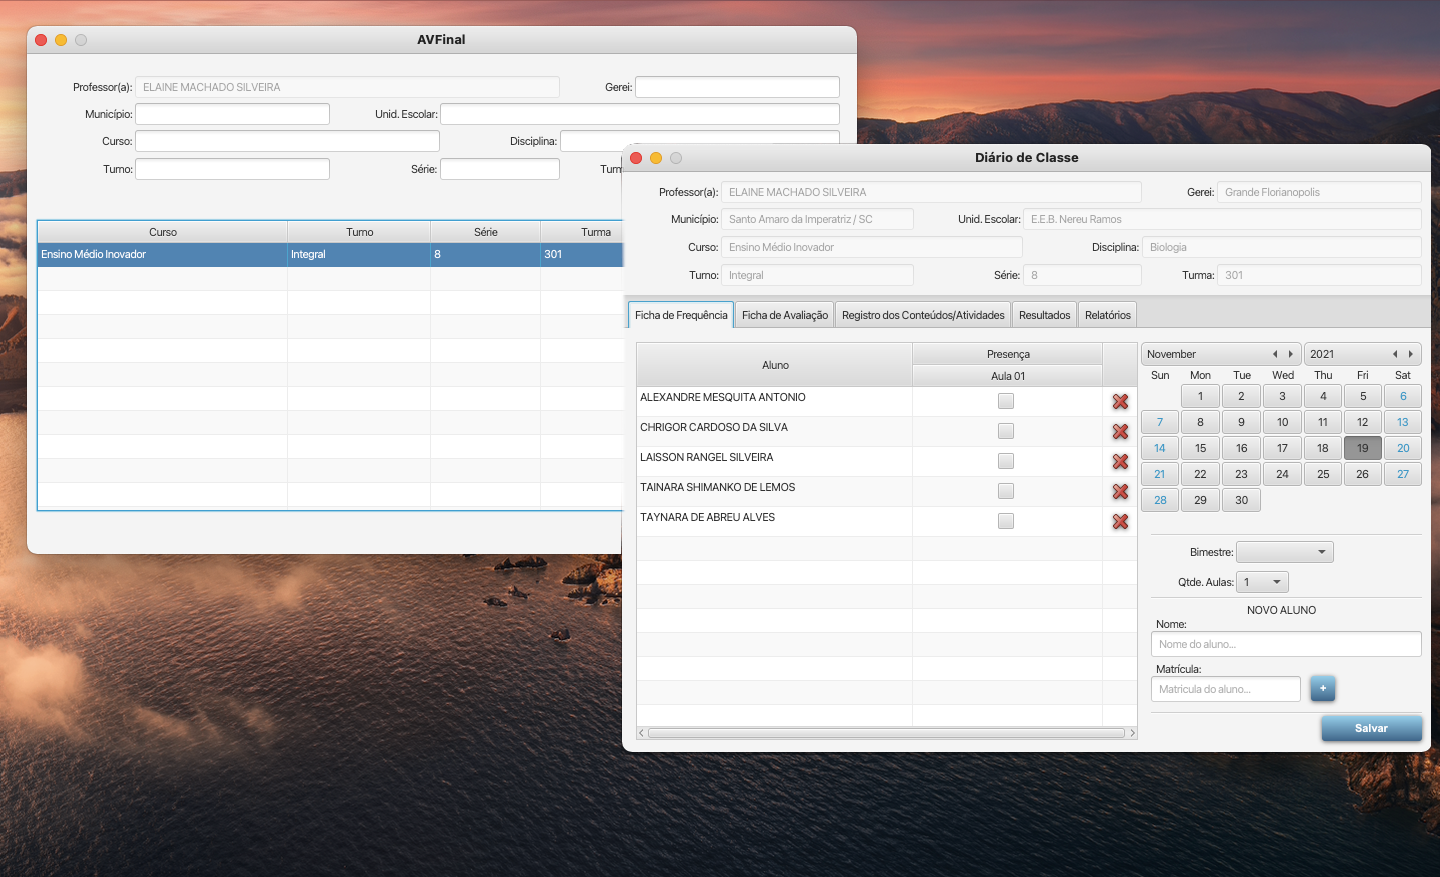 AVFinal
Professor(a): ELAINE MACHADO SILVEIRA Gerei:
Município: Unid. Escolar:
Curso: Disciplina:
Turno: Série: Turm
Curso Turno Série Turma
Ensino Médio Inovador Integral 8 301
Diário de Classe
Professor(a): ELAINE MACHADO SILVEIRA Gerei: Grande Florianopolis
Município: Santo Amaro da Imperatriz / SC Unid. Escolar: E.E.B. Nereu Ramos
Curso: Ensino Médio Inovador Disciplina: Biologia
Turno: Integral Série: 8 Turma: 301
Ficha de Frequência Ficha de Avaliação Registro dos Conteúdos/Atividades Resultados Relatórios
Aluno Presença
Aula 01
ALEXANDRE MESQUITA ANTONIO
CHRIGOR CARDOSO DA SILVA
LAISSON RANGEL SILVEIRA
TAINARA SHIMANKO DE LEMOS
TAYNARA DE ABREU ALVES
November 2021
Sun Mon Tue Wed Thu Fri Sat
1 2 3 4 5 6
7 8 9 10 11 12 13
14 15 16 17 18 19 20
21 22 23 24 25 26 27
28 29 30
Bimestre:
Qtde. Aulas: 1
NOVO ALUNO
Nome:
Nome do aluno...
Matrícula:
Matricula do aluno... +
Salvar